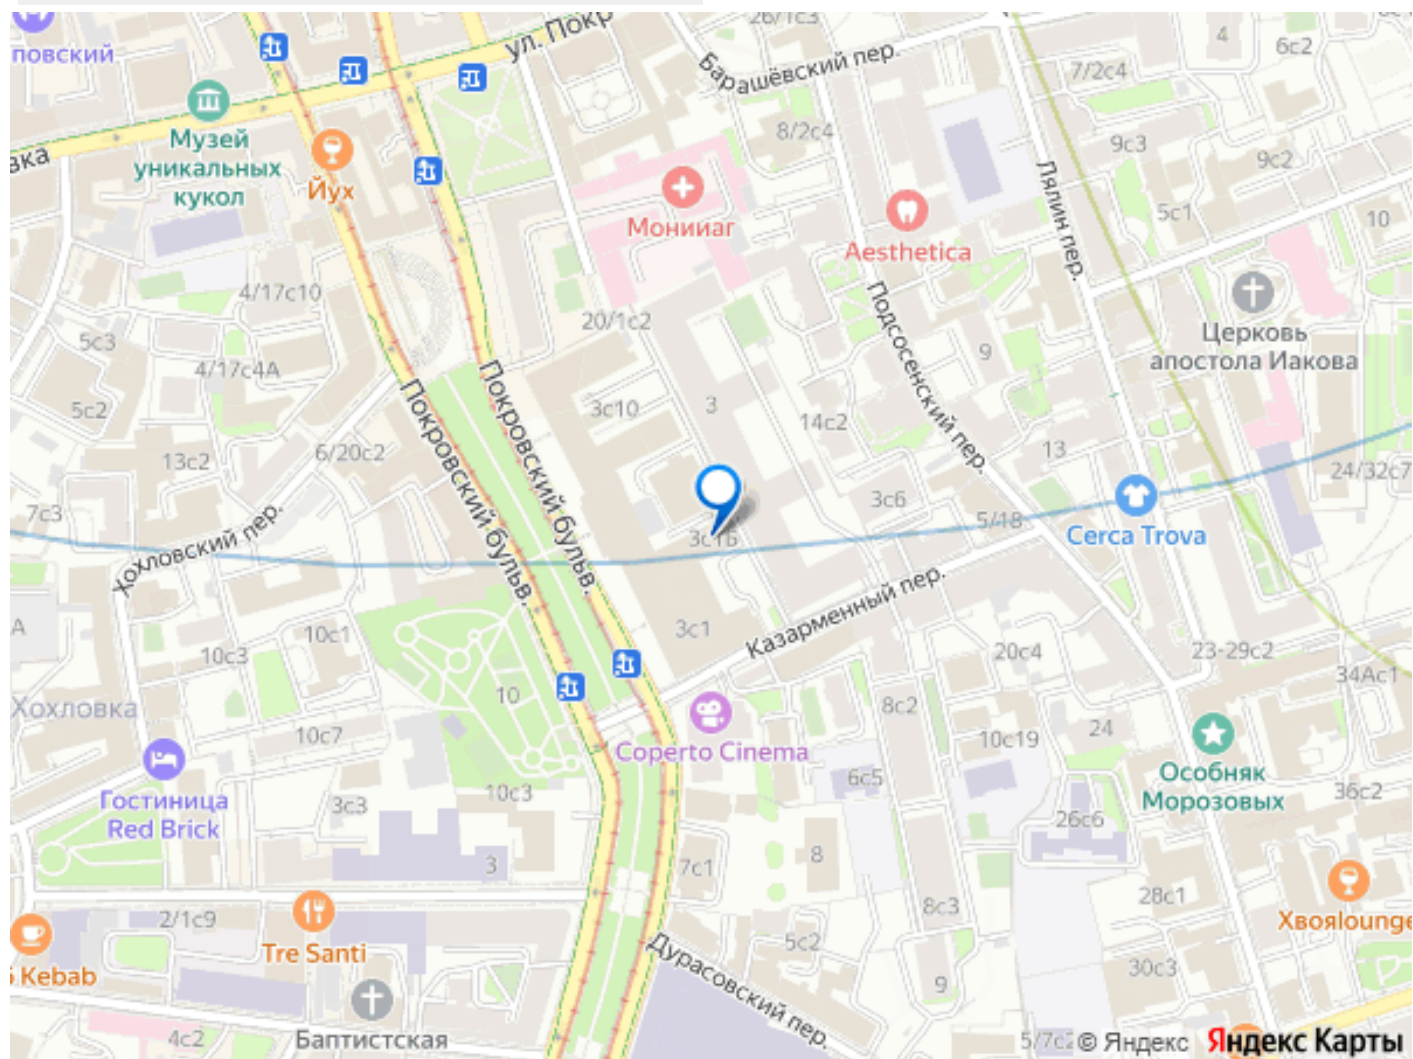 повский
ул. Покр
26/1с3
Барашёвский пер.
4
6с2
7/2с4
Музей
уникальных
кукол
вка
Йух
8/2с4
9с3
9с2
Лялин пер.
Мониааг
Aesthetica
5с1
10
4/17с10
20/1с2
Подсосенский пер.
Церковь
апостола Иакова
5с3
4/17с4А
9
Покровский бульв.
Покровский бульв.
5с2
3с10
3
14с2
13с2
6/20с2
13
24/32с7
7с3
3с6
5/18
Cerca Trova
Хохловский пер.
3с1Б
Казарменный пер.
А
10с1
10с3
3с1
20с4
23-29с2
34Ас1
Хохловка
10
8с2
10с7
Coperto Cinema
10с19
24
Особняк
Морозовых
Гостиница
Red Brick
3с3
10с3
6с5
26с6
36с2
3
7с1
8
28с1
Хвояlounge
2/1с9
8с3
Tre Santi
Kebab
Дурасовский пер.
5с2
30с3
9
4с2
Баптистская
5/7с2
© Яндекс Яндекс Карты